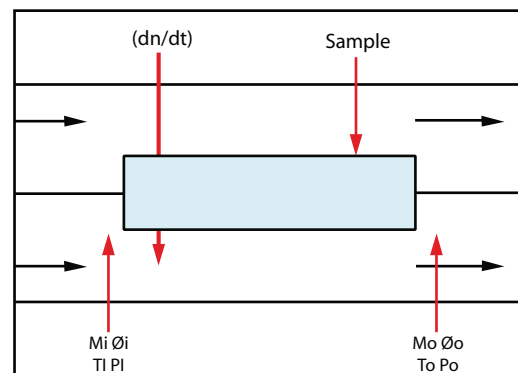 (dn/dt)
Sample
Mi Øi
TI PI
Mo Øo
To Po